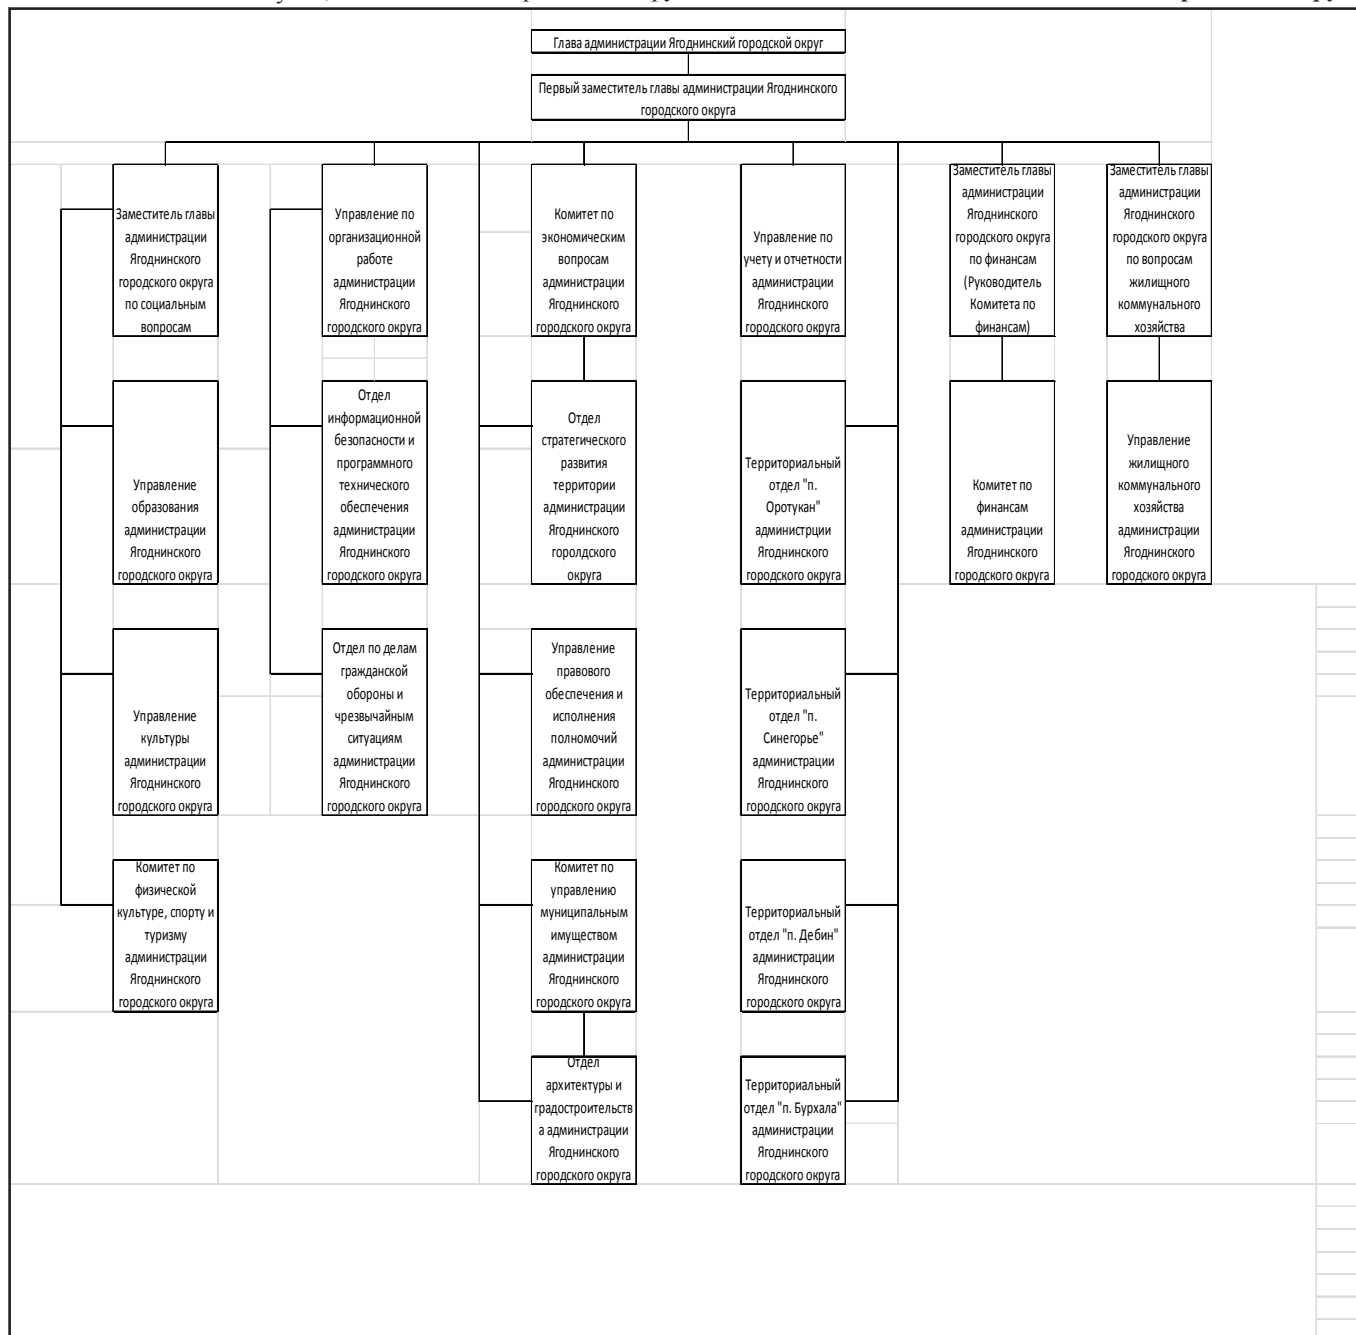 Глава администрации Ягоднинский городской округ
Первый заместитель главы администрации Ягоднинского
городского округа
Заместитель главы
администрации
Ягоднинского
городского округа
по социальным
вопросам
Управление по
организационной
работе
администрации
Ягоднинского
городского округа
Комитет по
экономическим
вопросам
администрации
Ягоднинского
городского округа
Управление по
учету и отчетности
администрации
Ягоднинского
городского округа
Заместитель главы
администрации
Ягоднинского
городского округа
по финансам
(Руководитель
Комитета по
финансам)
Заместитель главы
администрации
Ягоднинского
городского округа
по вопросам
жилищного
коммунального
хозяйства
Управление
образования
администрации
Ягоднинского
городского округа
Отдел
информационной
безопасности и
программного
технического
обеспечения
администрации
Ягоднинского
городского округа
Отдел
стратегического
развития
территории
администрации
Ягоднинского
горолдского
округа
Территориальный
отдел "п.
Оротукан"
администрции
Ягоднинского
городского округа
Комитет по
финансам
администрации
Ягоднинского
городского округа
Управление
жилищного
коммунального
хозяйства
администрации
Ягоднинского
городского округа
Управление
культуры
администрации
Ягоднинского
городского округа
Отдел по делам
гражданской
обороны и
чрезвычайным
ситуациям
администрации
Ягоднинского
городского округа
Управление
правового
обеспечения и
исполнения
полномочий
администрации
Ягоднинского
городского округа
Территориальный
отдел "п.
Синегорье"
администрации
Ягоднинского
городского округа
Комитет по
физической
культуре, спорту и
туризму
администрации
Ягоднинского
городского округа
Комитет по
управлению
муниципальным
имуществом
администрации
Ягоднинского
городского округа
Территориальный
отдел "п. Дебин"
администрации
Ягоднинского
городского округа
Отдел
архитектуры и
градостроительств
а администрации
Ягоднинского
городского округа
Территориальный
отдел "п. Бурхала"
администрации
Ягоднинского
городского округа